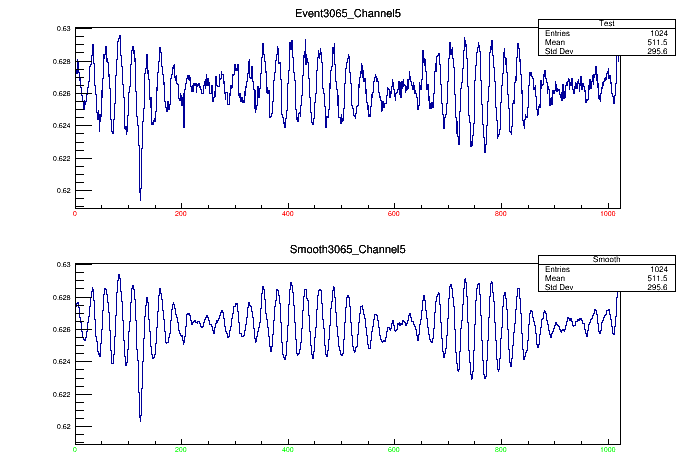 Event3065_Channel5
Test
Entries 1024
Mean 511.5
Std Dev 295.6
0.63
0.628
0.626
0.624
0.622
0.62
0 200 400 600 800 1000
Smooth3065_Channel5
Smooth
Entries 1024
Mean 511.5
Std Dev 295.6
0.63
0.628
0.626
0.624
0.622
0.62
0 200 400 600 800 1000